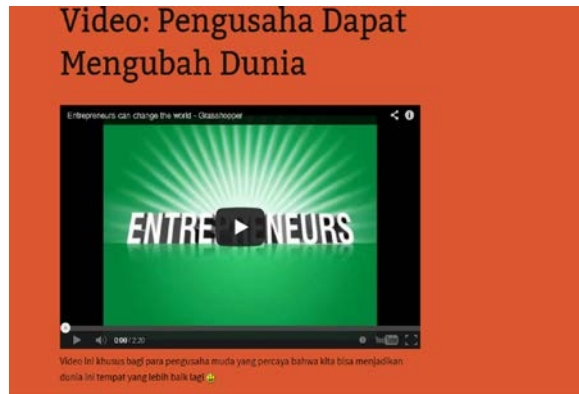 Video: Pengusaha Dapat
Mengubah Dunia
Entrepreneurs can change the world - Grasshopper
ENTREPRENEURS
0:00 / 2:20
YouTube
Video ini khusus bagi para pengusaha muda yang percaya bahwa kita bisa menjadikan
dunia ini tempat yang lebih baik lagi